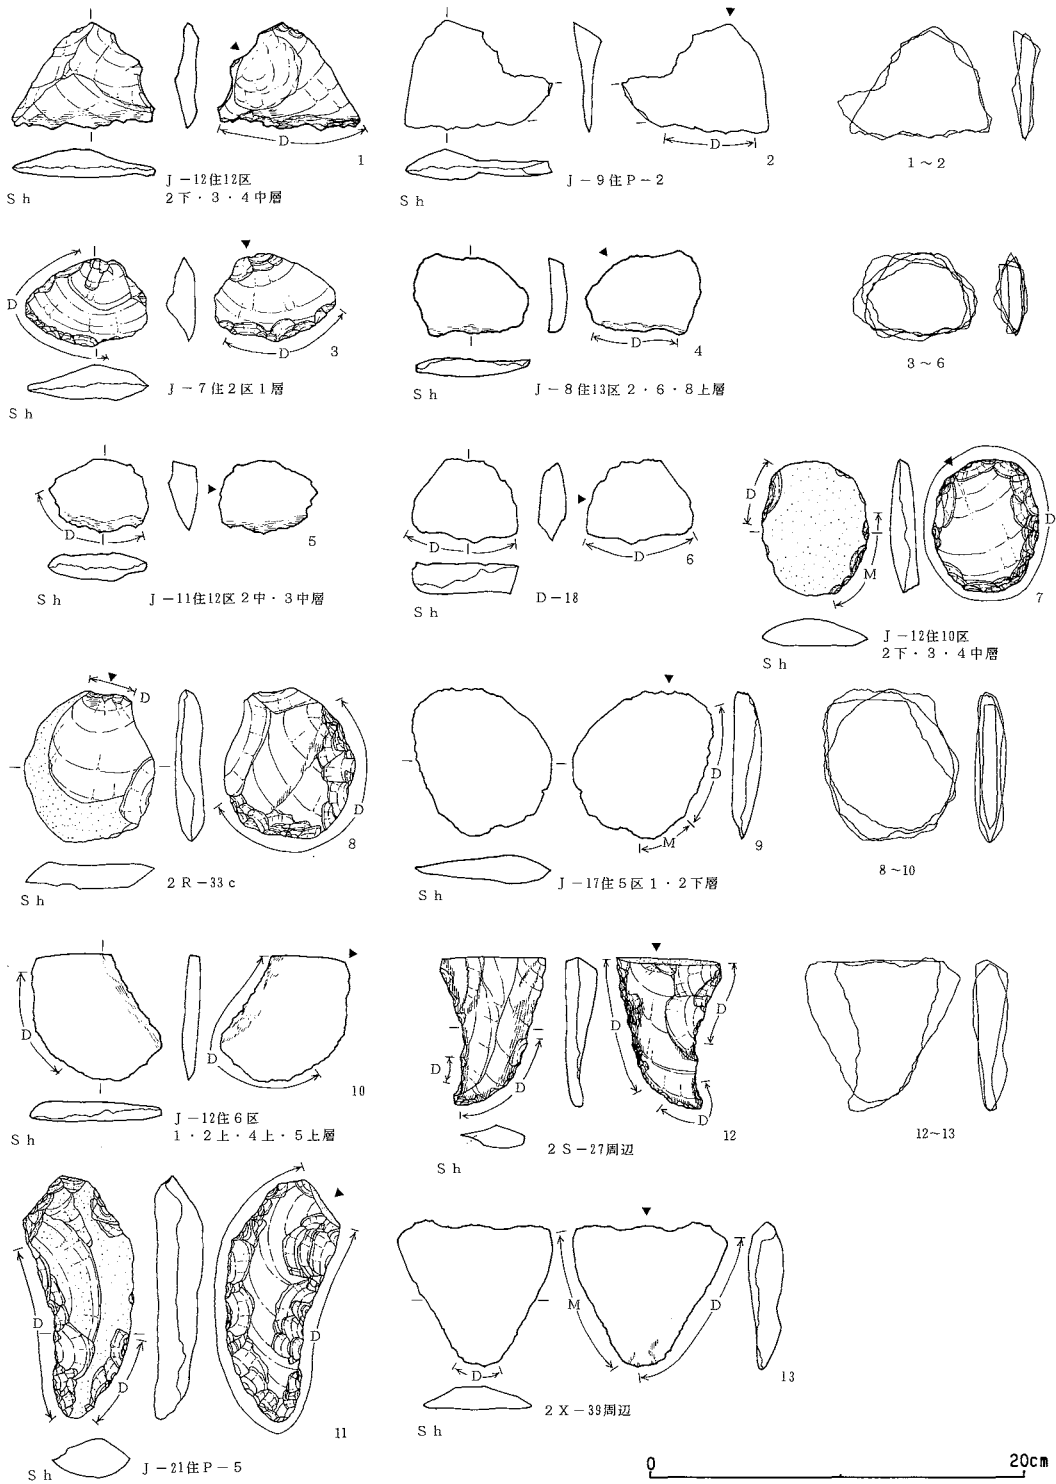 D
1
J-12住12区
2下・3・4中層
Sh
D
2
J-9住P-2
Sh
1~2
D
D
3
J-7住2区1層
Sh
D
4
J-8住13区 2・6・8上層
Sh
3~6
D
5
J-11住12区 2中・3中層
Sh
D
D
6
D-18
Sh
D
M
D
7
J-12住10区
2下・3・4中層
Sh
D
D
8
2R-33c
Sh
D
M
9
J-17住5区1・2下層
Sh
8~10
D
D
10
J-12住6区
1・2上・4上・5上層
Sh
D
D
D
D
12
2S-27周辺
Sh
12~13
D
D
D
11
J-21住P-5
Sh
D
M
D
13
2X-39周辺
Sh
0 20cm